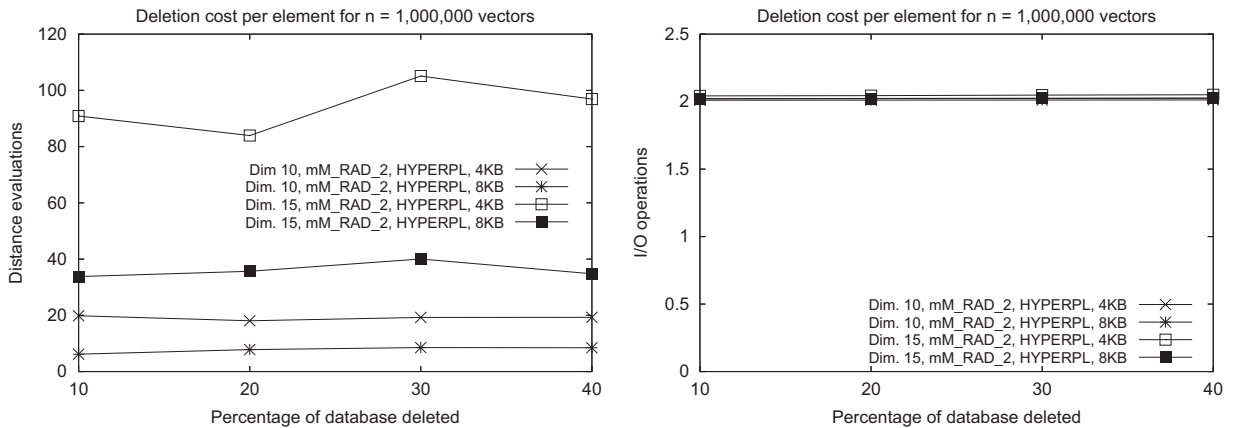 Deletion cost per element for n = 1,000,000 vectors
120
100
80
60
40
20
0
Distance evaluations
Dim 10, mM_RAD_2, HYPERPL, 4KB
Dim. 10, mM_RAD_2, HYPERPL, 8KB
Dim. 15, mM_RAD_2, HYPERPL, 4KB
Dim. 15, mM_RAD_2, HYPERPL, 8KB
10 20 30 40
Percentage of database deleted
Deletion cost per element for n = 1,000,000 vectors
2.5
2
1.5
1
0.5
0
I/O operations
Dim. 10, mM_RAD_2, HYPERPL, 4KB
Dim. 10, mM_RAD_2, HYPERPL, 8KB
Dim. 15, mM_RAD_2, HYPERPL, 4KB
Dim. 15, mM_RAD_2, HYPERPL, 8KB
10 20 30 40
Percentage of database deleted